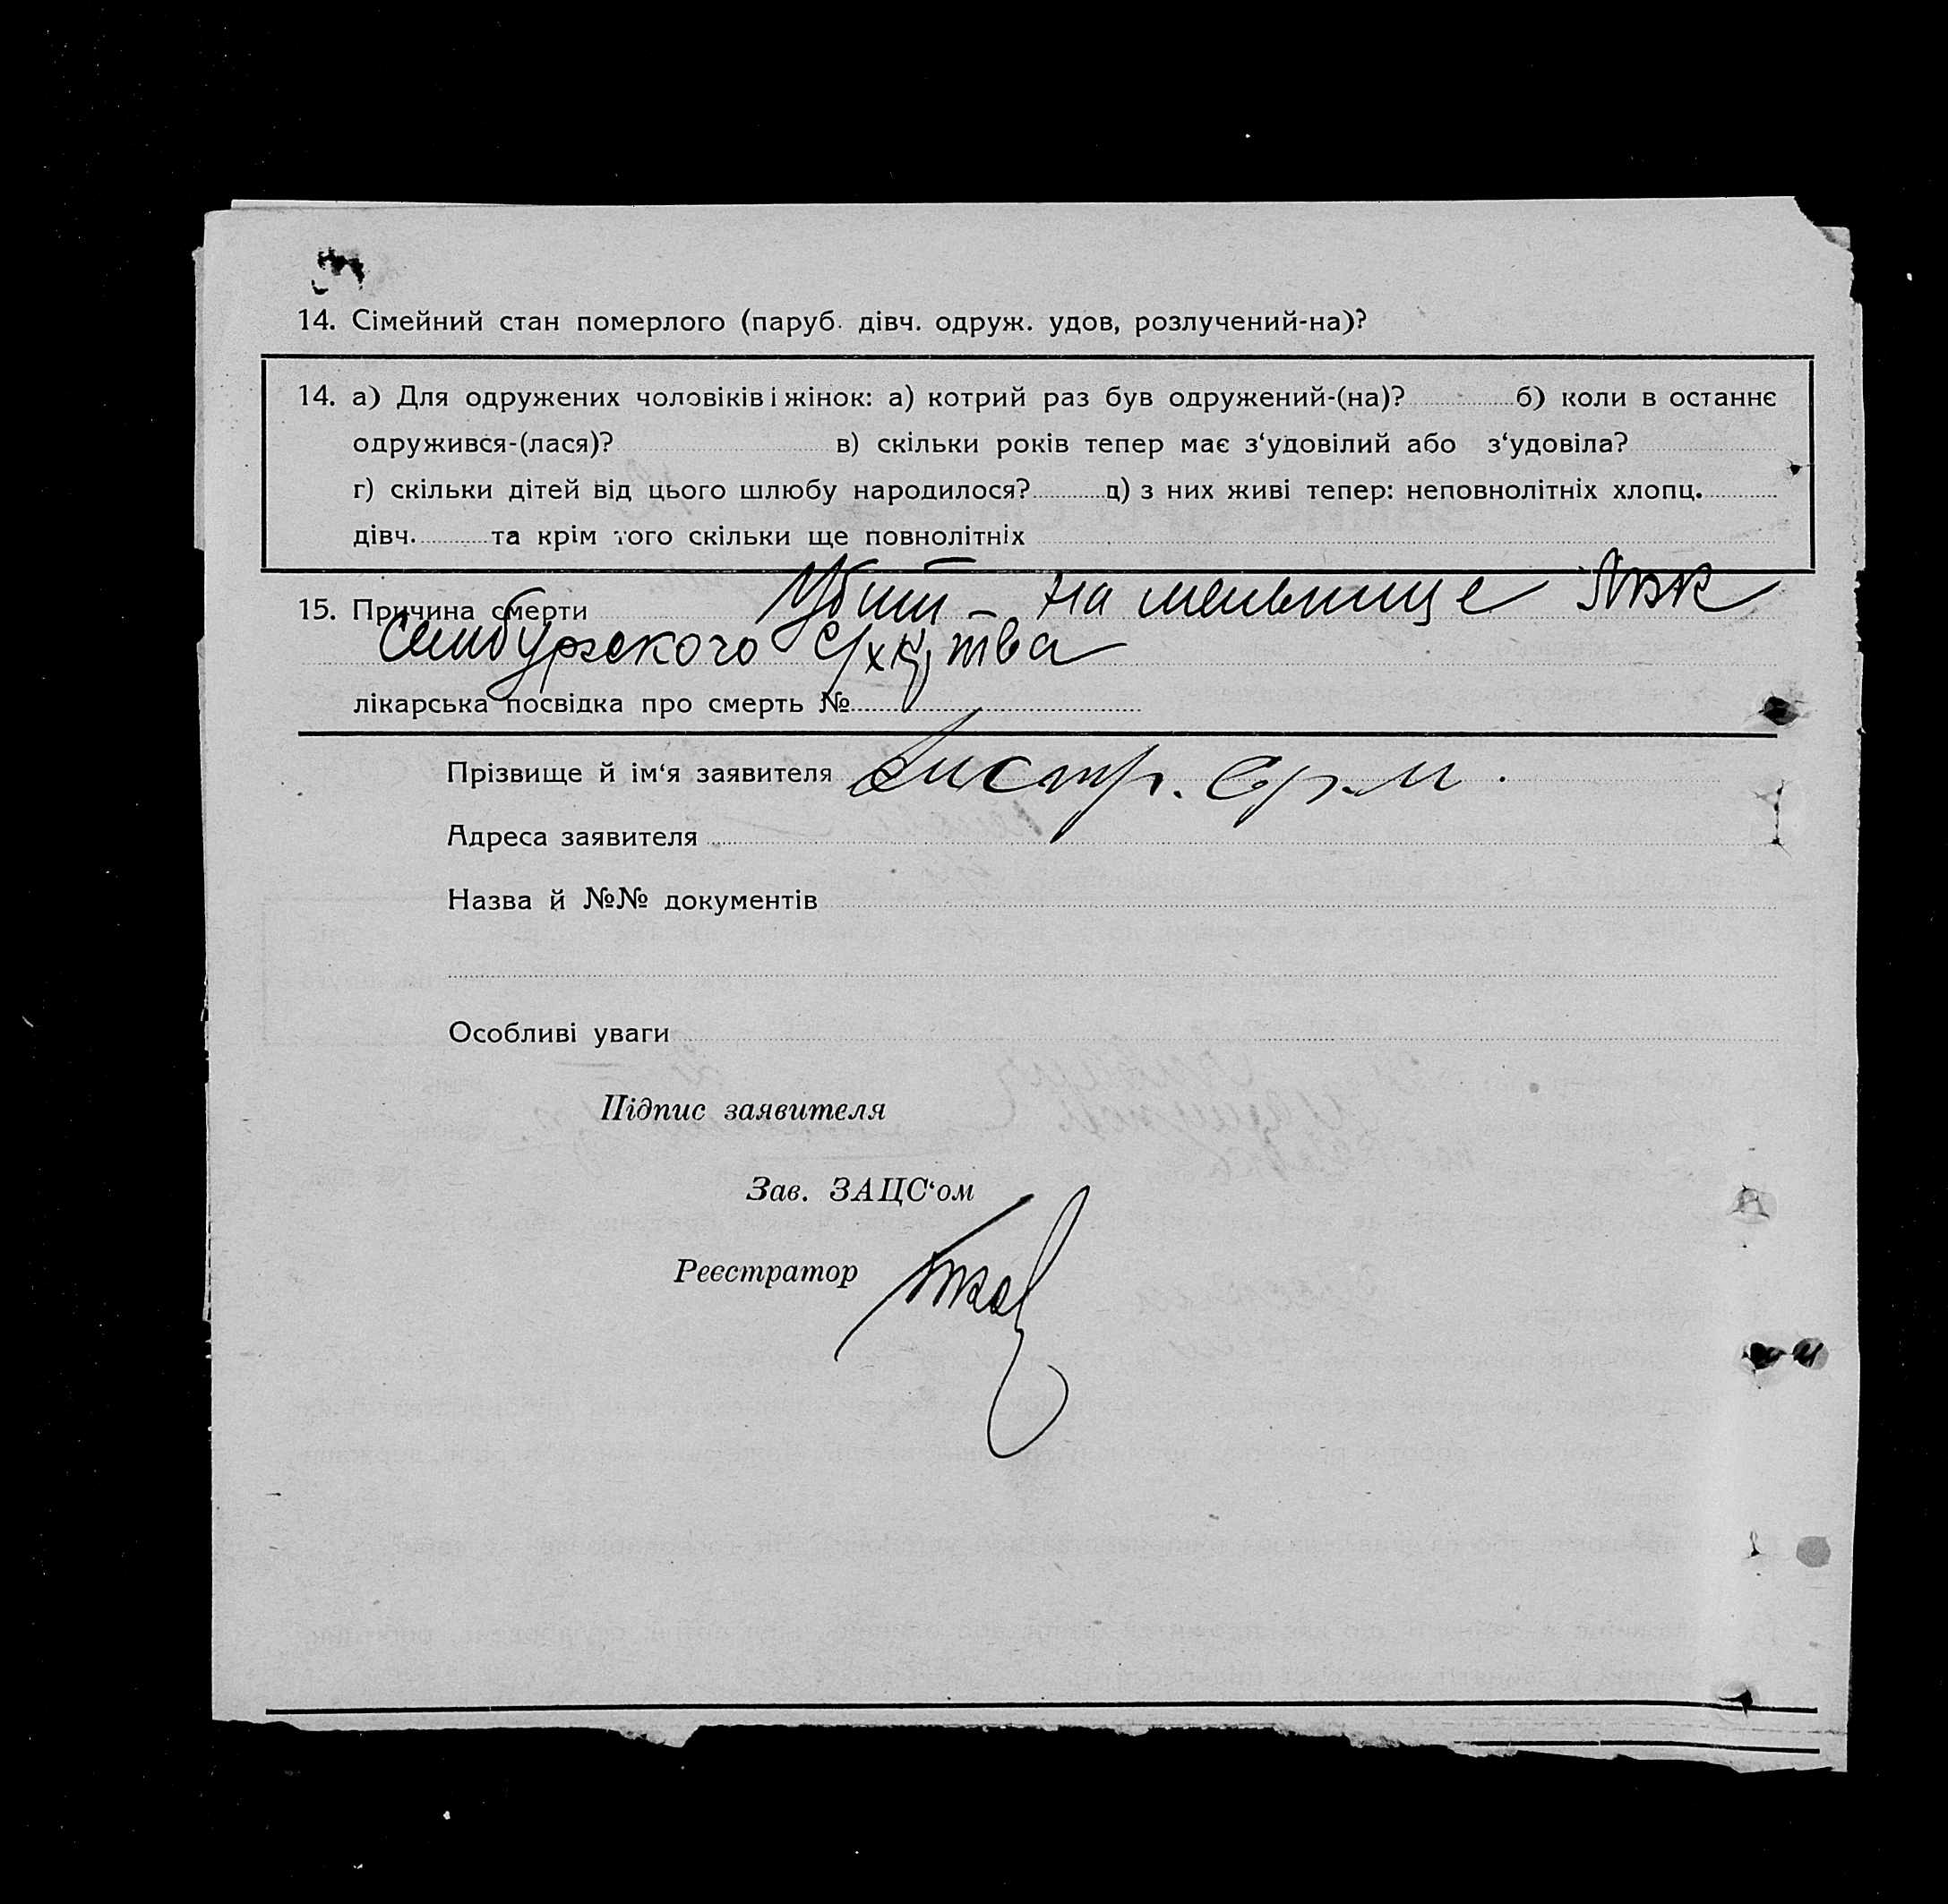 14. Сімейний стан померлого (паруб. дівч. одруж. удов, розлучений-на)?
14. а) Для одружених чоловіків і жінок: а) котрий раз був одружений-(на)? б) коли в останнє
одружився-(лася)? в) скільки років тепер має з‘удовілий або з‘удовіла?
г) скільки дітей від цього шлюбу народилося? д) з них живі тепер: неповнолітніх хлопц.
дівч. та крім того скільки ще повнолітніх
15. Причина смерти Убит – на мельнице
лікарська посвідка про смерть №
Прізвище й ім‘я заявителя
Адреса заявителя
Назва й №№ документів
Особливі уваги
Підпис заявителя
Зав. ЗАЦС‘ом
Реєстратор